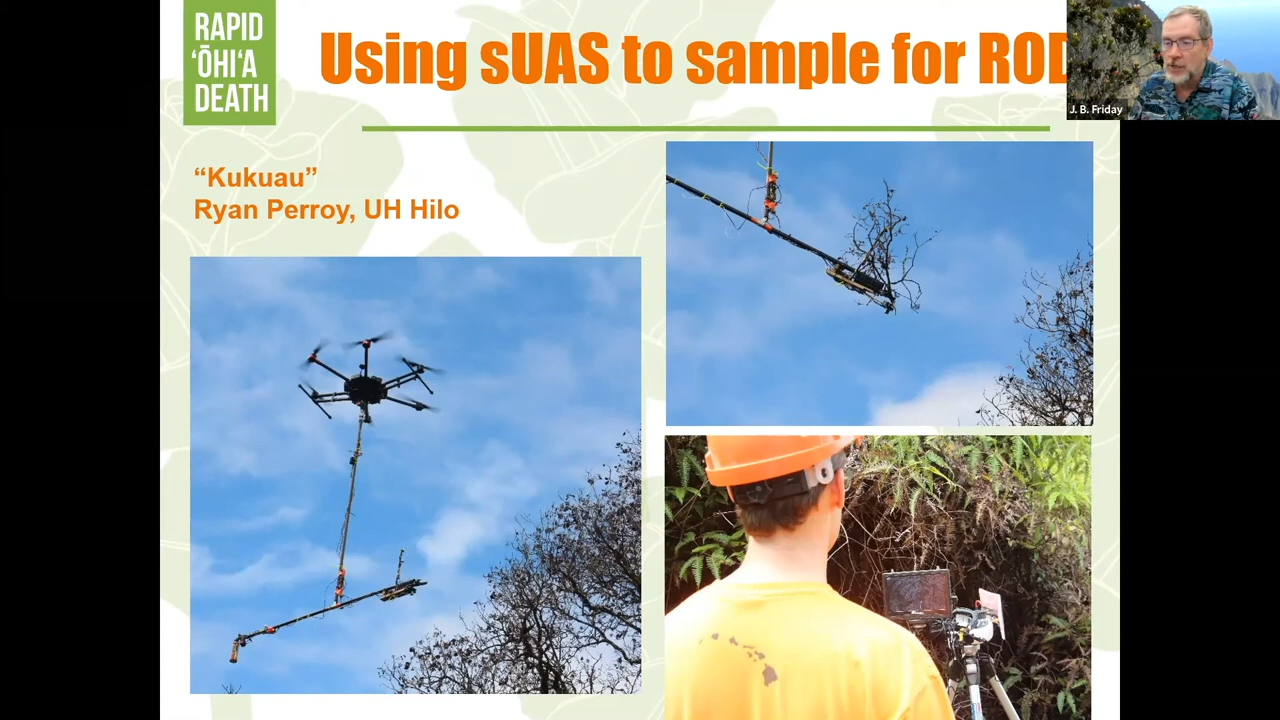 RAPID
ʻŌHIʻA
DEATH
Using sUAS to sample for ROD
J. B. Friday
“Kukuau”
Ryan Perroy, UH Hilo